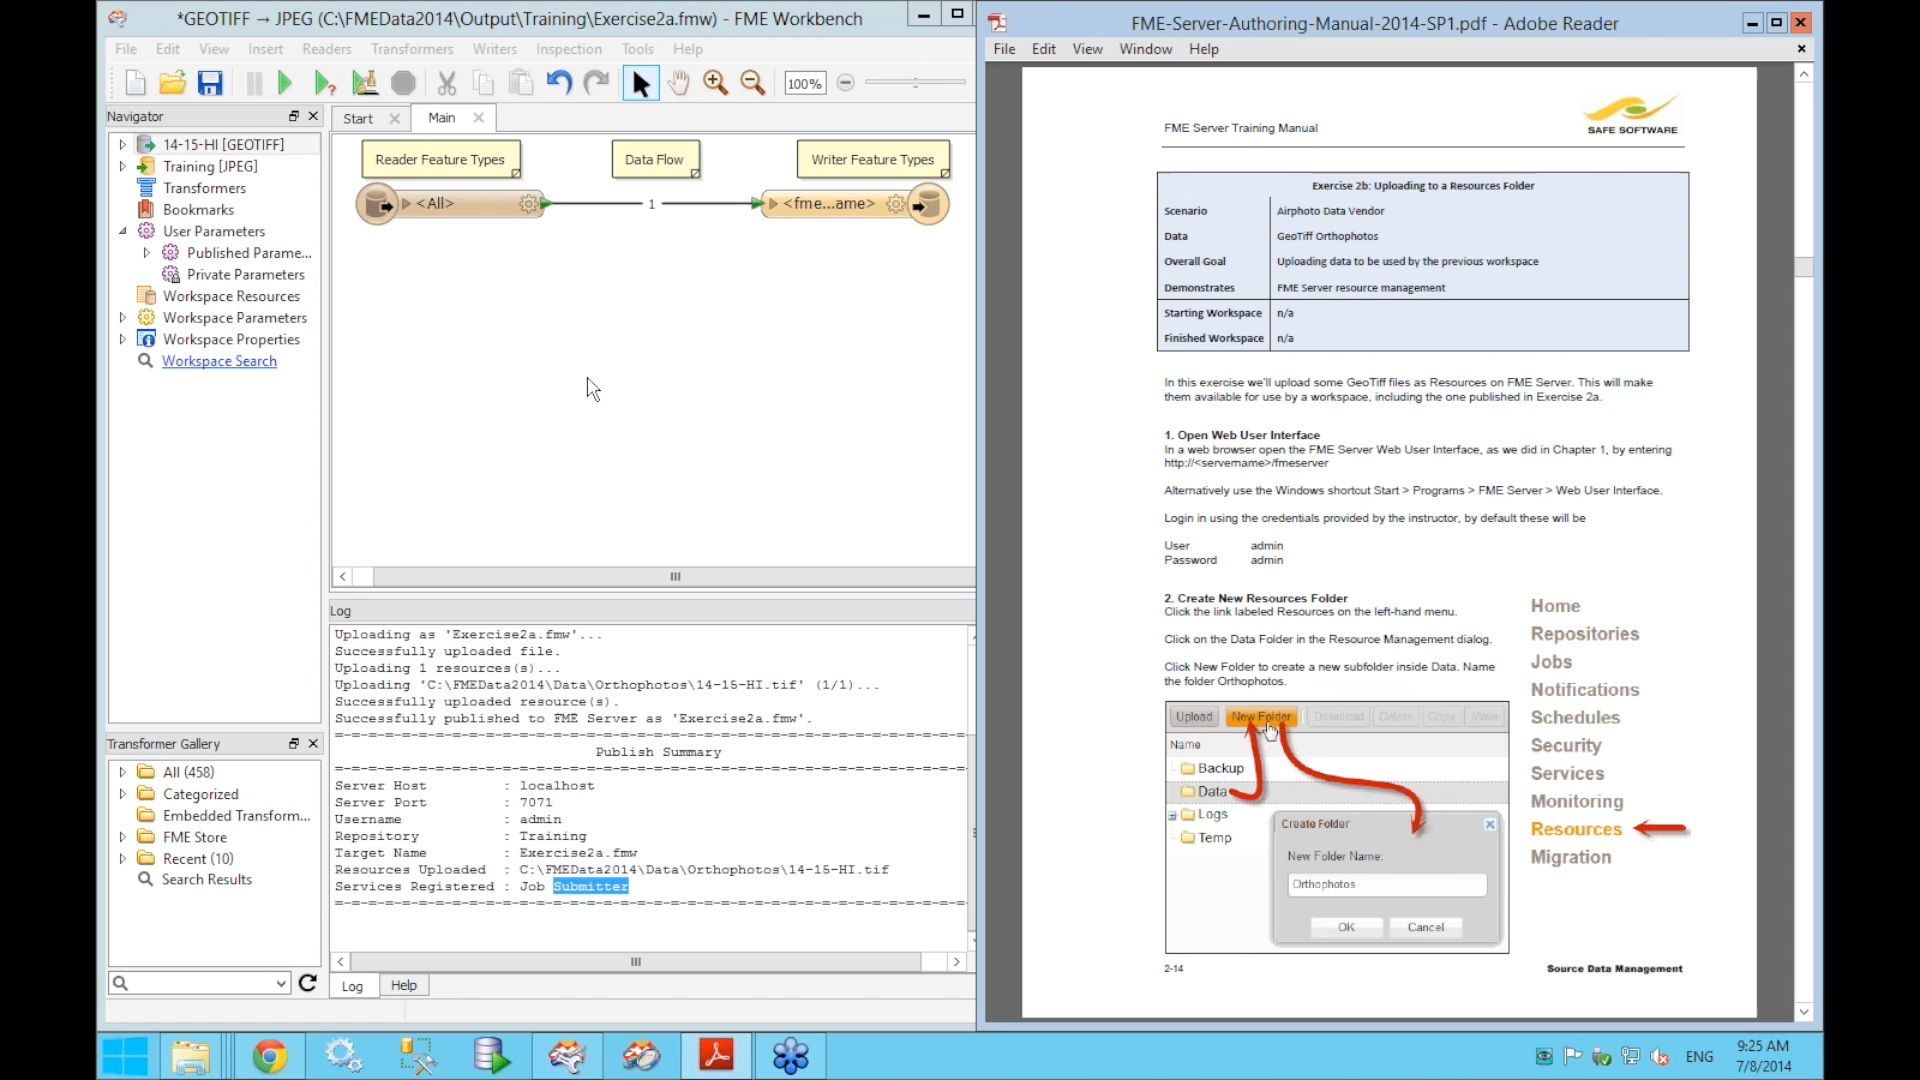 *GEOTIFF → JPEG (C:\FMEData2014\Output\Training\Exercise2a.fmw) - FME Workbench
File Edit View Insert Readers Transformers Writers Inspection Tools Help
100%
Navigator
14-15-HI [GEOTIFF]
Training [JPEG]
Transformers
Bookmarks
User Parameters
Published Parame...
Private Parameters
Workspace Resources
Workspace Parameters
Workspace Properties
Workspace Search
Transformer Gallery
All (458)
Categorized
Embedded Transform...
FME Store
Recent (10)
Search Results
Start Main
Reader Feature Types Data Flow Writer Feature Types
<All> 1 <fme...ame>
Log
Uploading as 'Exercise2a.fmw'...
Successfully uploaded file.
Uploading 1 resources(s)...
Uploading 'C:\FMEData2014\Data\Orthophotos\14-15-HI.tif' (1/1)...
Successfully uploaded resource(s).
Successfully published to FME Server as 'Exercise2a.fmw'.
=-=-=-=-=-=-=-=-=-=-=-=-=-=-=-=-=-=-=-=-=-=-=-=-=-=-=-=-=-=-=-=-=-=-=-=-=-=
Publish Summary
=-=-=-=-=-=-=-=-=-=-=-=-=-=-=-=-=-=-=-=-=-=-=-=-=-=-=-=-=-=-=-=-=-=-=-=-=-=
Server Host : localhost
Server Port : 7071
Username : admin
Repository : Training
Target Name : Exercise2a.fmw
Resources Uploaded : C:\FMEData2014\Data\Orthophotos\14-15-HI.tif
Services Registered : Job Submitter
=-=-=-=-=-=-=-=-=-=-=-=-=-=-=-=-=-=-=-=-=-=-=-=-=-=-=-=-=-=-=-=-=-=-=-=-=-=
Log Help
FME-Server-Authoring-Manual-2014-SP1.pdf - Adobe Reader
File Edit View Window Help
FME Server Training Manual
SAFE SOFTWARE
Exercise 2b: Uploading to a Resources Folder
Scenario Airphoto Data Vendor
Data GeoTiff Orthophotos
Overall Goal Uploading data to be used by the previous workspace
Demonstrates FME Server resource management
Starting Workspace n/a
Finished Workspace n/a
In this exercise we'll upload some GeoTiff files as Resources on FME Server. This will make
them available for use by a workspace, including the one published in Exercise 2a.
1. Open Web User Interface
In a web browser open the FME Server Web User Interface, as we did in Chapter 1, by entering
http://<servername>/fmeserver
Alternatively use the Windows shortcut Start > Programs > FME Server > Web User Interface.
Login in using the credentials provided by the instructor, by default these will be
User admin
Password admin
2. Create New Resources Folder
Click the link labeled Resources on the left-hand menu.
Click on the Data Folder in the Resource Management dialog.
Click New Folder to create a new subfolder inside Data. Name
the folder Orthophotos.
Upload New Folder Download Delete Copy Move
Name
Backup
Data
Logs
Temp
Create Folder
New Folder Name:
Orthophotos
OK Cancel
Home
Repositories
Jobs
Notifications
Schedules
Security
Services
Monitoring
Resources
Migration
2-14 Source Data Management
ENG
9:25 AM
7/8/2014